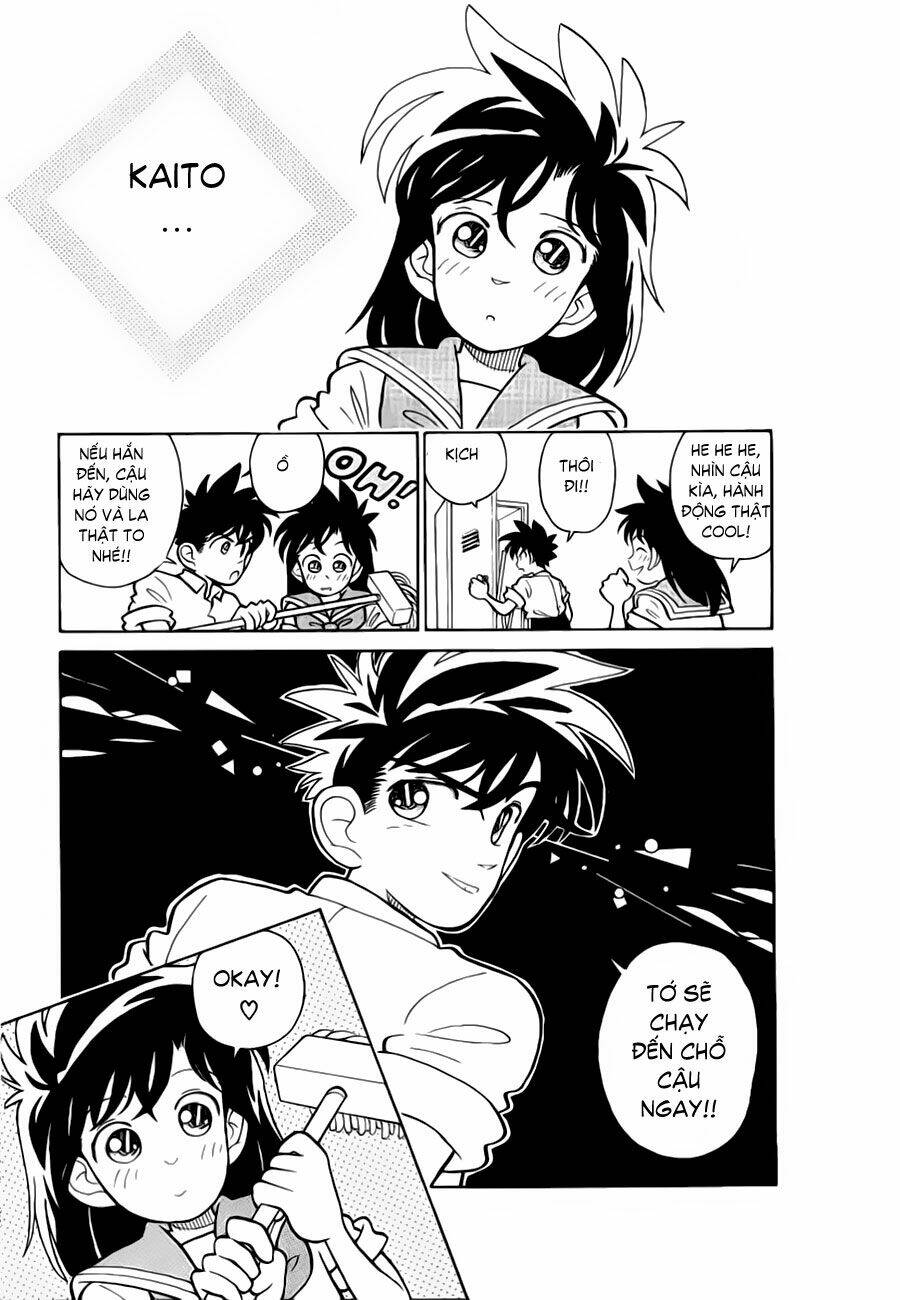 KAITO
...
HE HE HE,
NHÌN CẬU
KÌA, HÀNH
ĐỘNG THẬT
COOL!
THÔI
ĐI!!
KỊCH
OH!
Ồ
NẾU HẮN
ĐẾN, CẬU
HÃY DÙNG
NÓ VÀ LA
THẬT TO
NHÉ!!
TỚ SẼ
CHẠY
ĐẾN CHỖ
CẬU
NGAY!!
OKAY!
♡